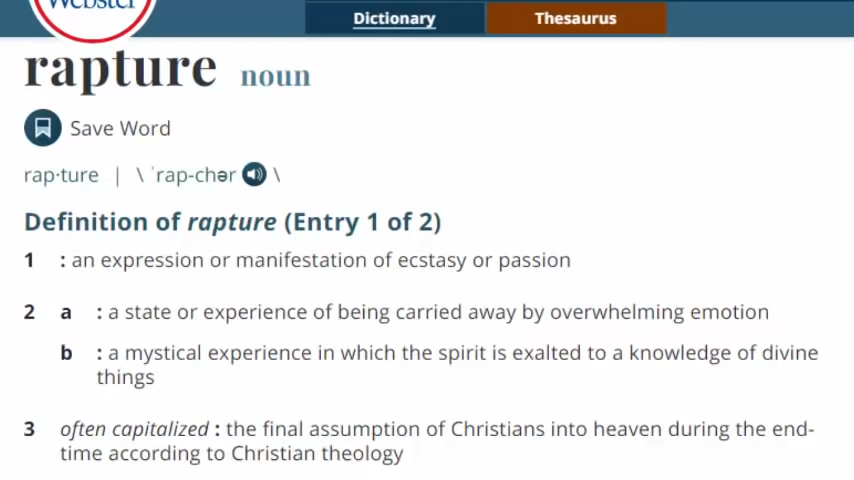 Webster
Dictionary Thesaurus
rapture noun
Save Word
rap·ture | \ ˈrap-chər \
Definition of rapture (Entry 1 of 2)
1 : an expression or manifestation of ecstasy or passion
2 a : a state or experience of being carried away by overwhelming emotion
b : a mystical experience in which the spirit is exalted to a knowledge of divine
things
3 often capitalized : the final assumption of Christians into heaven during the end-
time according to Christian theology